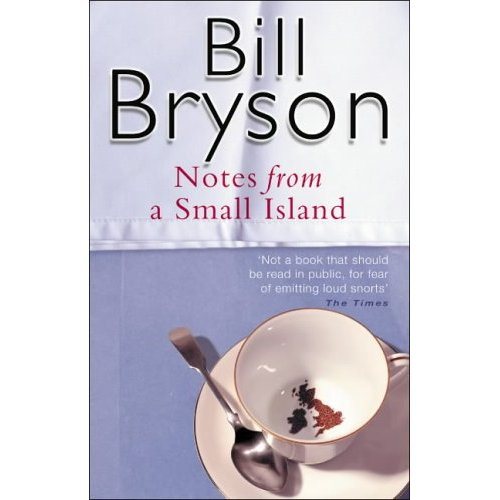 Bill
Bryson
Notes from
a Small Island
‘Not a book that should
be read in public, for fear
of emitting loud snorts’
The Times